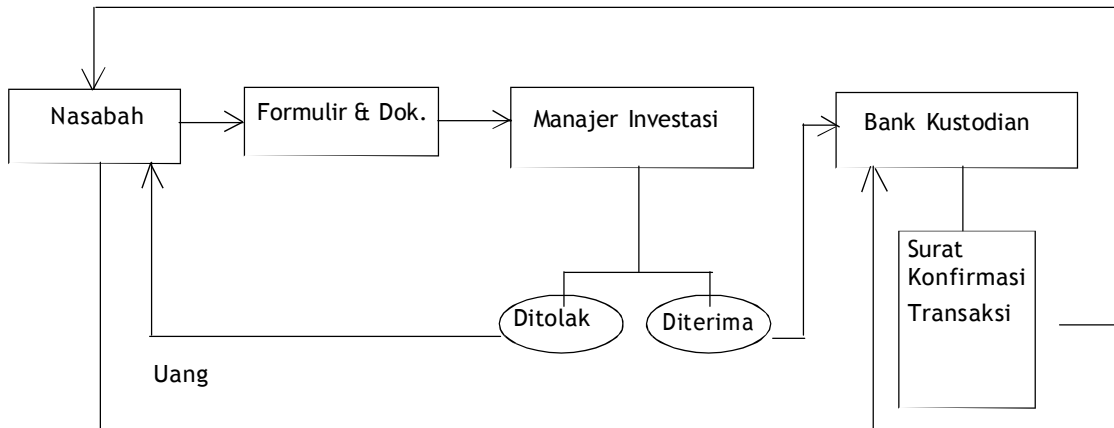 Nasabah
Formulir & Dok.
Manajer Investasi
Bank Kustodian
Surat
Konfirmasi
Transaksi
Ditolak
Diterima
Uang